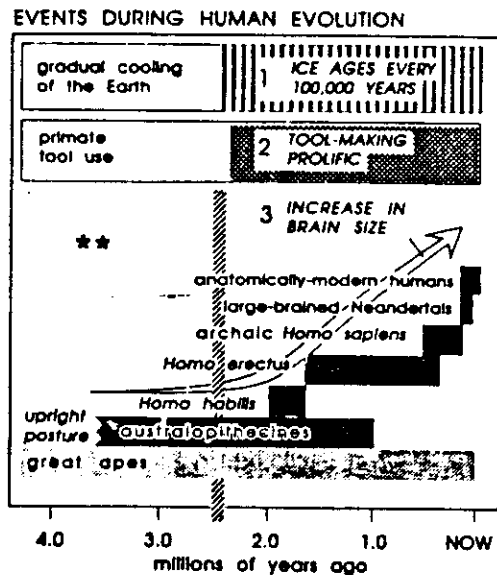 EVENTS DURING HUMAN EVOLUTION
gradual cooling
of the Earth
1 ICE AGES EVERY
100,000 YEARS
primate
tool use
2 TOOL-MAKING
PROLIFIC
3 INCREASE IN
BRAIN SIZE
★★
anatomically-modern humans
large-brained Neandertals
archaic Homo sapiens
Homo erectus
Homo habilis
upright
posture
australopithecines
great apes
4.0 3.0 2.0 1.0 NOW
millions of years ago